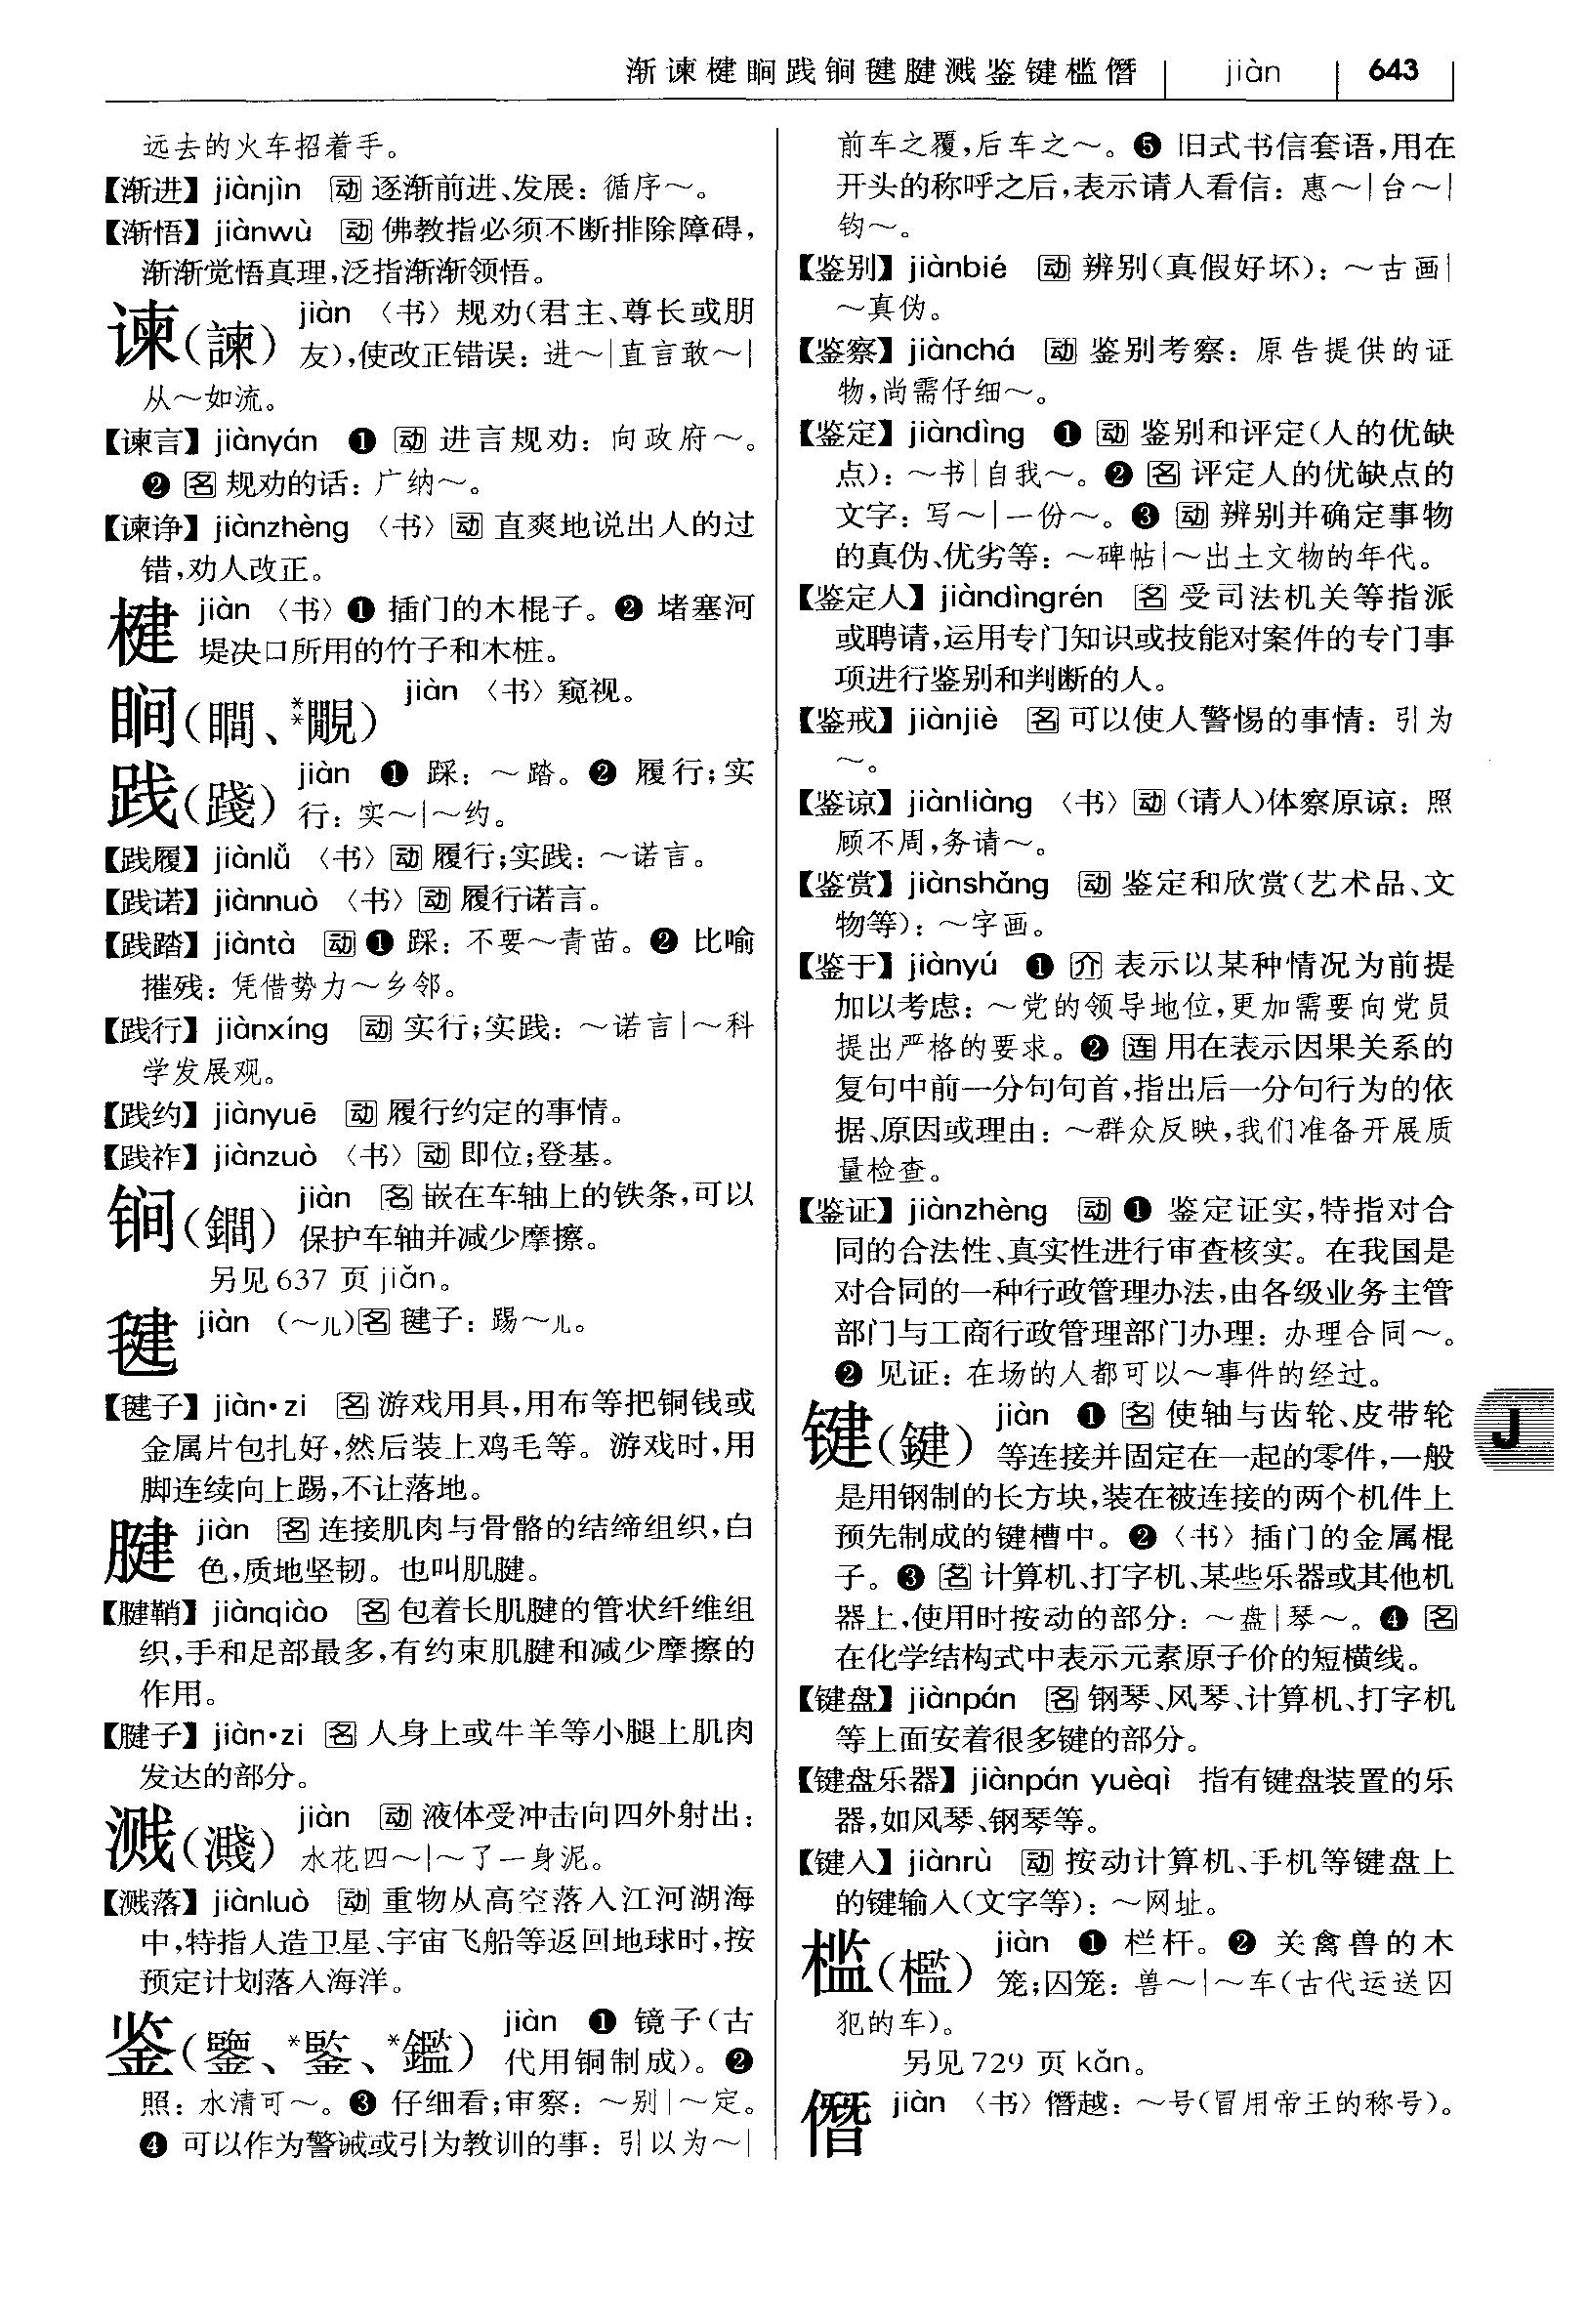 渐谏楗瞷践锏毽腱溅鉴键槛僭 jiàn 643
远去的火车招着手。
【渐进】jiànjìn 动 逐渐前进、发展：循序～。
【渐悟】jiànwù 动 佛教指必须不断排除障碍，
渐渐觉悟真理，泛指渐渐领悟。
谏（諫） jiàn 〈书〉规劝（君主、尊长或朋
友），使改正错误：进～|直言敢～|
从～如流。
【谏言】jiànyán ❶ 动 进言规劝：向政府～。
❷ 名 规劝的话：广纳～。
【谏诤】jiànzhèng 〈书〉动 直爽地说出人的过
错，劝人改正。
楗 jiàn 〈书〉❶ 插门的木棍子。❷ 堵塞河
堤决口所用的竹子和木桩。
瞷（瞯、**覸） jiàn 〈书〉窥视。
践（踐） jiàn ❶ 踩：～踏。❷ 履行；实
行：实～|～约。
【践履】jiànlǚ 〈书〉动 履行；实践：～诺言。
【践诺】jiànnuò 〈书〉动 履行诺言。
【践踏】jiàntà 动 ❶ 踩：不要～青苗。❷ 比喻
摧残：凭借势力～乡邻。
【践行】jiànxíng 动 实行；实践：～诺言|～科
学发展观。
【践约】jiànyuē 动 履行约定的事情。
【践祚】jiànzuò 〈书〉动 即位；登基。
锏（鐧） jiàn 名 嵌在车轴上的铁条，可以
保护车轴并减少摩擦。
另见 637 页 jiǎn。
毽 jiàn （～儿）名 毽子：踢～儿。
【毽子】jiàn·zi 名 游戏用具，用布等把铜钱或
金属片包扎好，然后装上鸡毛等。游戏时，用
脚连续向上踢，不让落地。
腱 jiàn 名 连接肌肉与骨骼的结缔组织，白
色，质地坚韧。也叫肌腱。
【腱鞘】jiànqiào 名 包着长肌腱的管状纤维组
织，手和足部最多，有约束肌腱和减少摩擦的
作用。
【腱子】jiàn·zi 名 人身上或牛羊等小腿上肌肉
发达的部分。
溅（濺） jiàn 动 液体受冲击向四外射出：
水花四～|～了一身泥。
【溅落】jiànluò 动 重物从高空落入江河湖海
中，特指人造卫星、宇宙飞船等返回地球时，按
预定计划落入海洋。
鉴（鑒、*鍳、*鑑） jiàn ❶ 镜子（古
代用铜制成）。❷
照：水清可～。❸ 仔细看；审察：～别|～定。
❹ 可以作为警诫或引为教训的事：引以为～|
前车之覆，后车之～。❺ 旧式书信套语，用在
开头的称呼之后，表示请人看信：惠～|台～|
钧～。
【鉴别】jiànbié 动 辨别（真假好坏）：～古画|
～真伪。
【鉴察】jiànchá 动 鉴别考察：原告提供的证
物，尚需仔细～。
【鉴定】jiàndìng ❶ 动 鉴别和评定（人的优缺
点）：～书|自我～。❷ 名 评定人的优缺点的
文字：写～|一份～。❸ 动 辨别并确定事物
的真伪、优劣等：～碑帖|～出土文物的年代。
【鉴定人】jiàndìngrén 名 受司法机关等指派
或聘请，运用专门知识或技能对案件的专门事
项进行鉴别和判断的人。
【鉴戒】jiànjiè 名 可以使人警惕的事情：引为
～。
【鉴谅】jiànliàng 〈书〉动（请人）体察原谅：照
顾不周，务请～。
【鉴赏】jiànshǎng 动 鉴定和欣赏（艺术品、文
物等）：～字画。
【鉴于】jiànyú ❶ 介 表示以某种情况为前提
加以考虑：～党的领导地位，更加需要向党员
提出严格的要求。❷ 连 用在表示因果关系的
复句中前一分句句首，指出后一分句行为的依
据、原因或理由：～群众反映，我们准备开展质
量检查。
【鉴证】jiànzhèng 动 ❶ 鉴定证实，特指对合
同的合法性、真实性进行审查核实。在我国是
对合同的一种行政管理办法，由各级业务主管
部门与工商行政管理部门办理：办理合同～。
❷ 见证：在场的人都可以～事件的经过。
键（鍵） jiàn ❶ 名 使轴与齿轮、皮带轮
等连接并固定在一起的零件，一般
是用钢制的长方块，装在被连接的两个机件上
预先制成的键槽中。❷〈书〉插门的金属棍
子。❸ 名 计算机、打字机、某些乐器或其他机
器上，使用时按动的部分：～盘|琴～。❹ 名
在化学结构式中表示元素原子价的短横线。
【键盘】jiànpán 名 钢琴、风琴、计算机、打字机
等上面安着很多键的部分。
【键盘乐器】jiànpán yuèqì 指有键盘装置的乐
器，如风琴、钢琴等。
【键入】jiànrù 动 按动计算机、手机等键盘上
的键输入（文字等）：～网址。
槛（檻） jiàn ❶ 栏杆。❷ 关禽兽的木
笼；囚笼：兽～|～车（古代运送囚
犯的车）。
另见 729 页 kǎn。
僭 jiàn 〈书〉僭越：～号（冒用帝王的称号）。
J